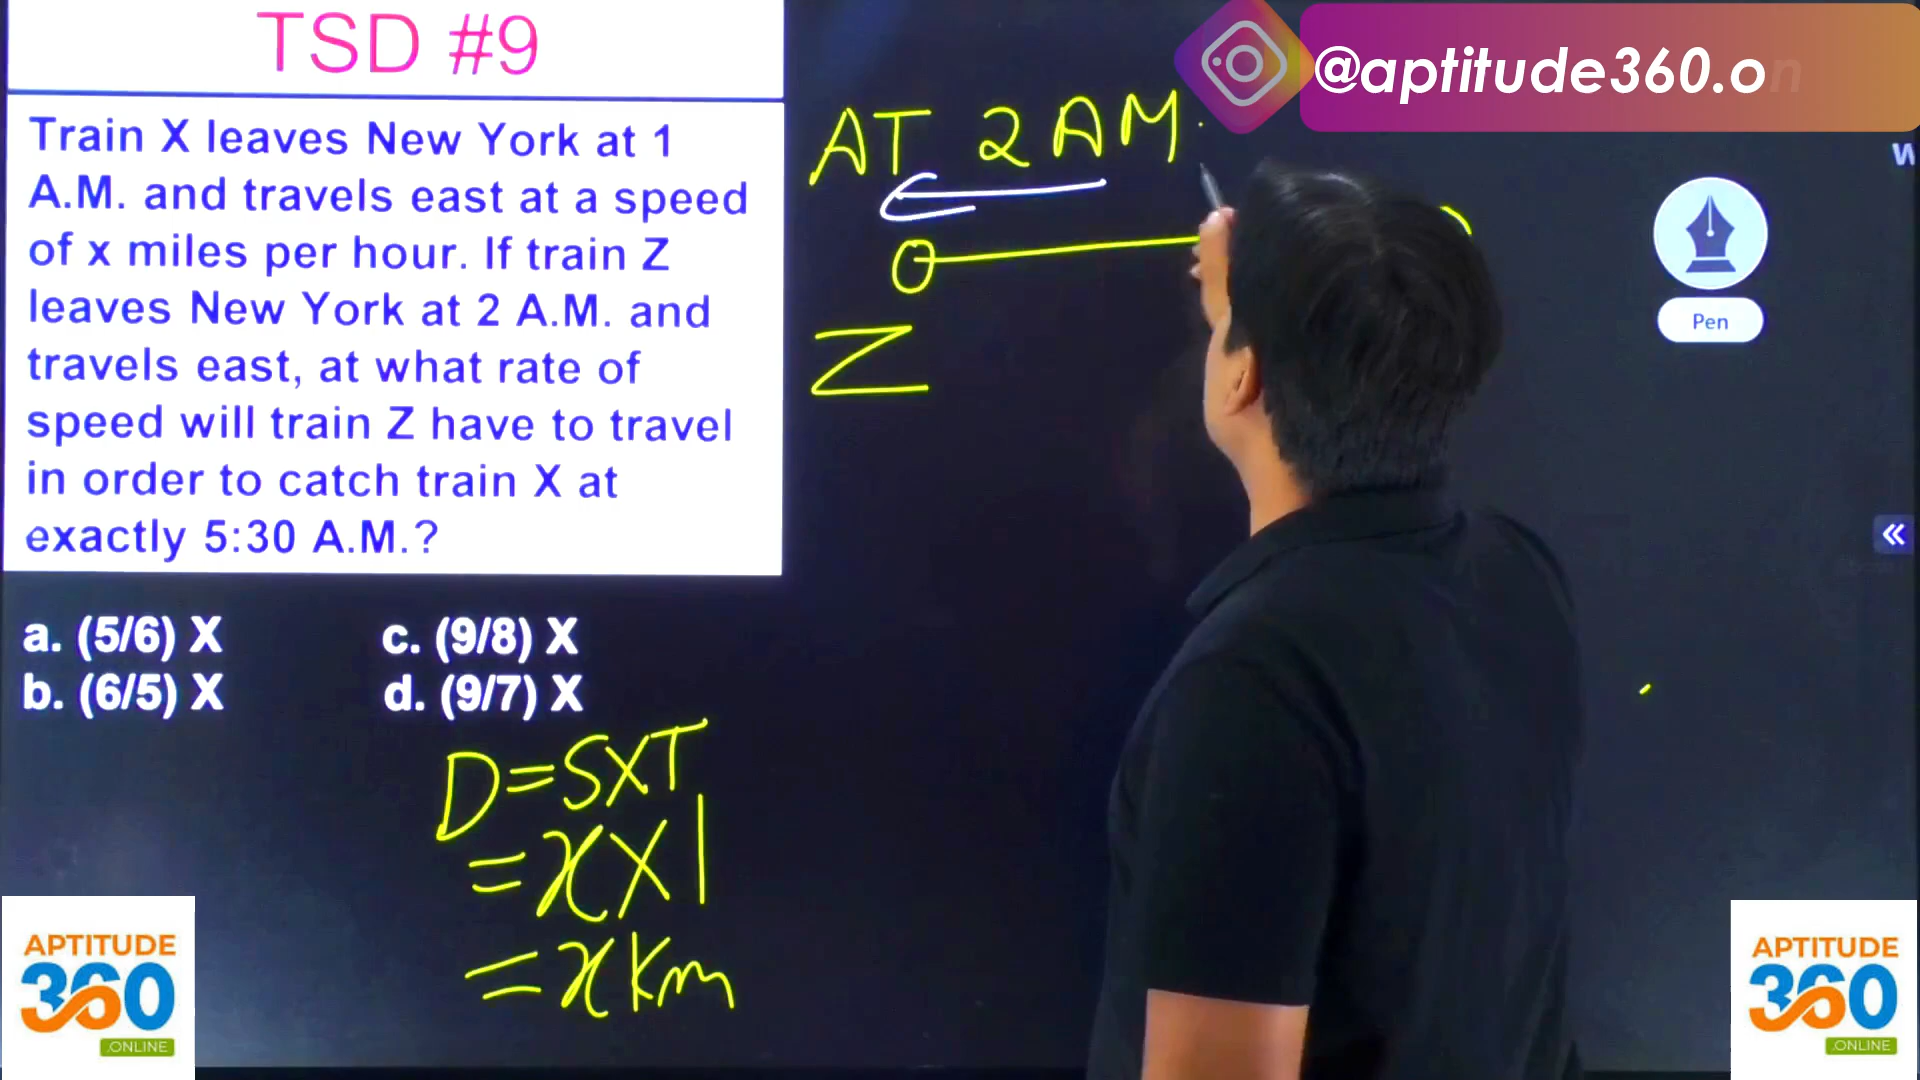 TSD #9
Train X leaves New York at 1
A.M. and travels east at a speed
of x miles per hour. If train Z
leaves New York at 2 A.M. and
travels east, at what rate of
speed will train Z have to travel
in order to catch train X at
exactly 5:30 A.M.?
a. (5/6) X
c. (9/8) X
b. (6/5) X
d. (9/7) X
D=SXT
=xX1
=xKm
AT 2AM
Z
@aptitude360.on
Pen
APTITUDE
360
.ONLINE
APTITUDE
360
.ONLINE